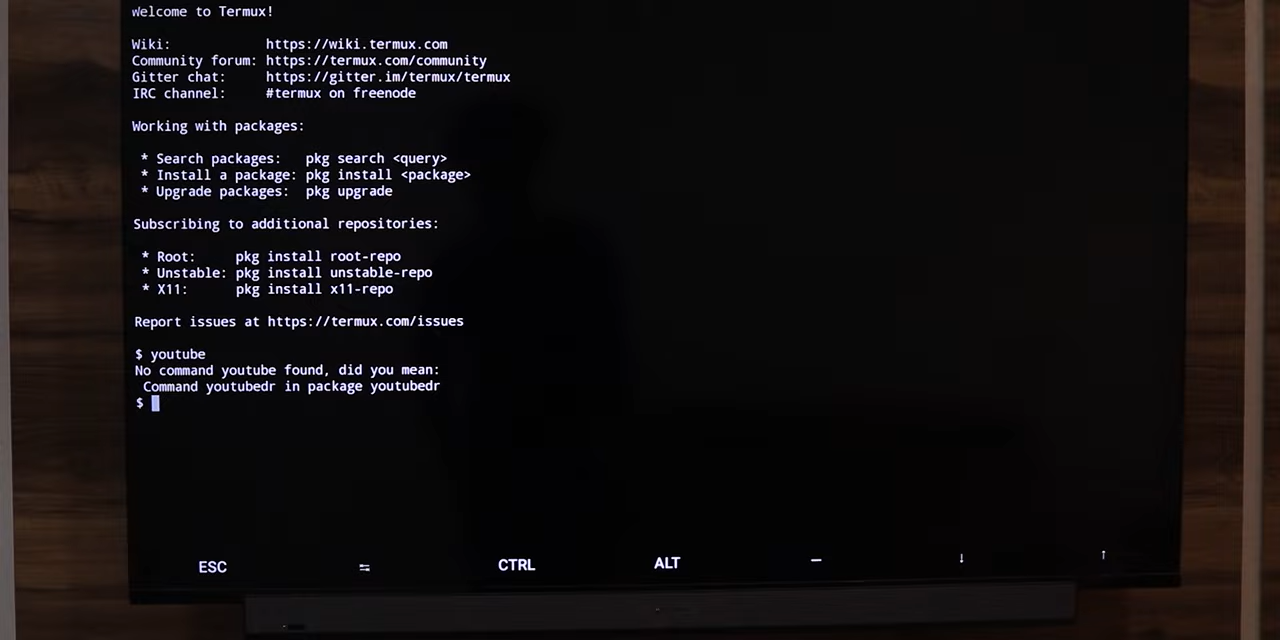 Welcome to Termux!
Wiki: https://wiki.termux.com
Community forum: https://termux.com/community
Gitter chat: https://gitter.im/termux/termux
IRC channel: #termux on freenode
Working with packages:
* Search packages: pkg search <query>
* Install a package: pkg install <package>
* Upgrade packages: pkg upgrade
Subscribing to additional repositories:
* Root: pkg install root-repo
* Unstable: pkg install unstable-repo
* X11: pkg install x11-repo
Report issues at https://termux.com/issues
$ youtube
No command youtube found, did you mean:
Command youtubedr in package youtubedr
$
ESC ⇆ CTRL ALT — ↓ ↑